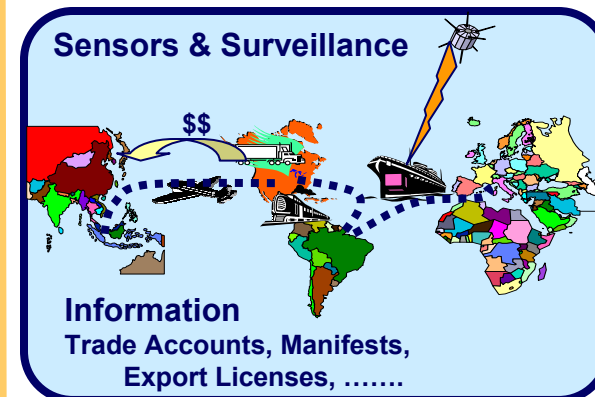 Sensors & Surveillance
$$
Information
Trade Accounts, Manifests,
Export Licenses, .......